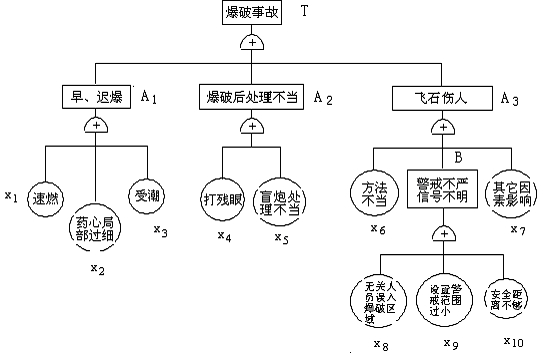 爆破事故 T
+
早、迟爆 A1
爆破后处理不当 A2
飞石伤人 A3
+
+
+
B
x1
速燃
药心局
部过细
x2
受潮
x3
打残眼
x4
盲炮处
理不当
x5
方法
不当
x6
警戒不严
信号不明
其它因
素影响
x7
+
无关人
员误入
爆破区
域
x8
设置警
戒范围
过小
x9
安全距
离不够
x10